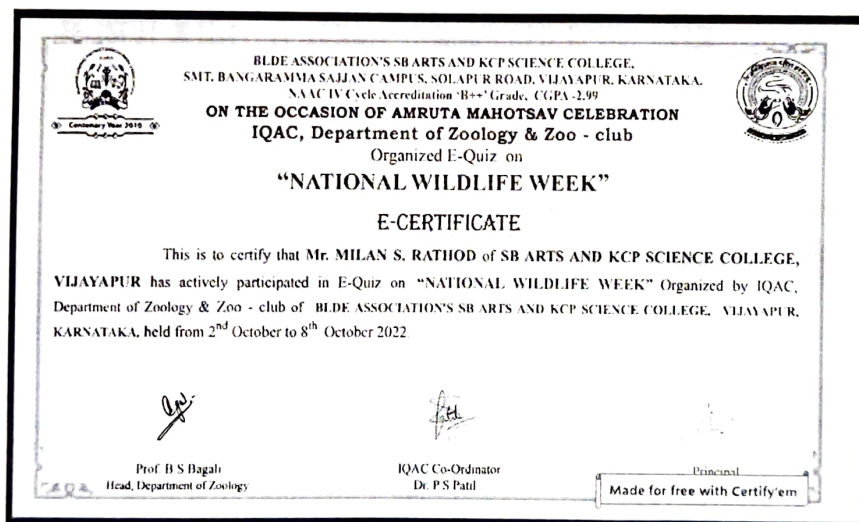 BLDE ASSOCIATION'S SB ARTS AND KCP SCIENCE COLLEGE,
SMT. BANGARAMMA SAJJAN CAMPUS, SOLAPUR ROAD, VIJAYAPUR, KARNATAKA.
NAAC IV Cycle Accreditation 'B++' Grade, CGPA -2.99
ON THE OCCASION OF AMRUTA MAHOTSAV CELEBRATION
IQAC, Department of Zoology & Zoo - club
Organized E-Quiz on
“NATIONAL WILDLIFE WEEK”
Centenary Year 2010
E-CERTIFICATE
This is to certify that Mr. MILAN S. RATHOD of SB ARTS AND KCP SCIENCE COLLEGE,
VIJAYAPUR has actively participated in E-Quiz on “NATIONAL WILDLIFE WEEK” Organized by IQAC,
Department of Zoology & Zoo - club of BLDE ASSOCIATION'S SB ARTS AND KCP SCIENCE COLLEGE, VIJAYAPUR,
KARNATAKA, held from 2nd October to 8th October 2022
Prof B S Bagali
Head, Department of Zoology
IQAC Co-Ordinator
Dr. P S Patil
Principal
Made for free with Certify'em